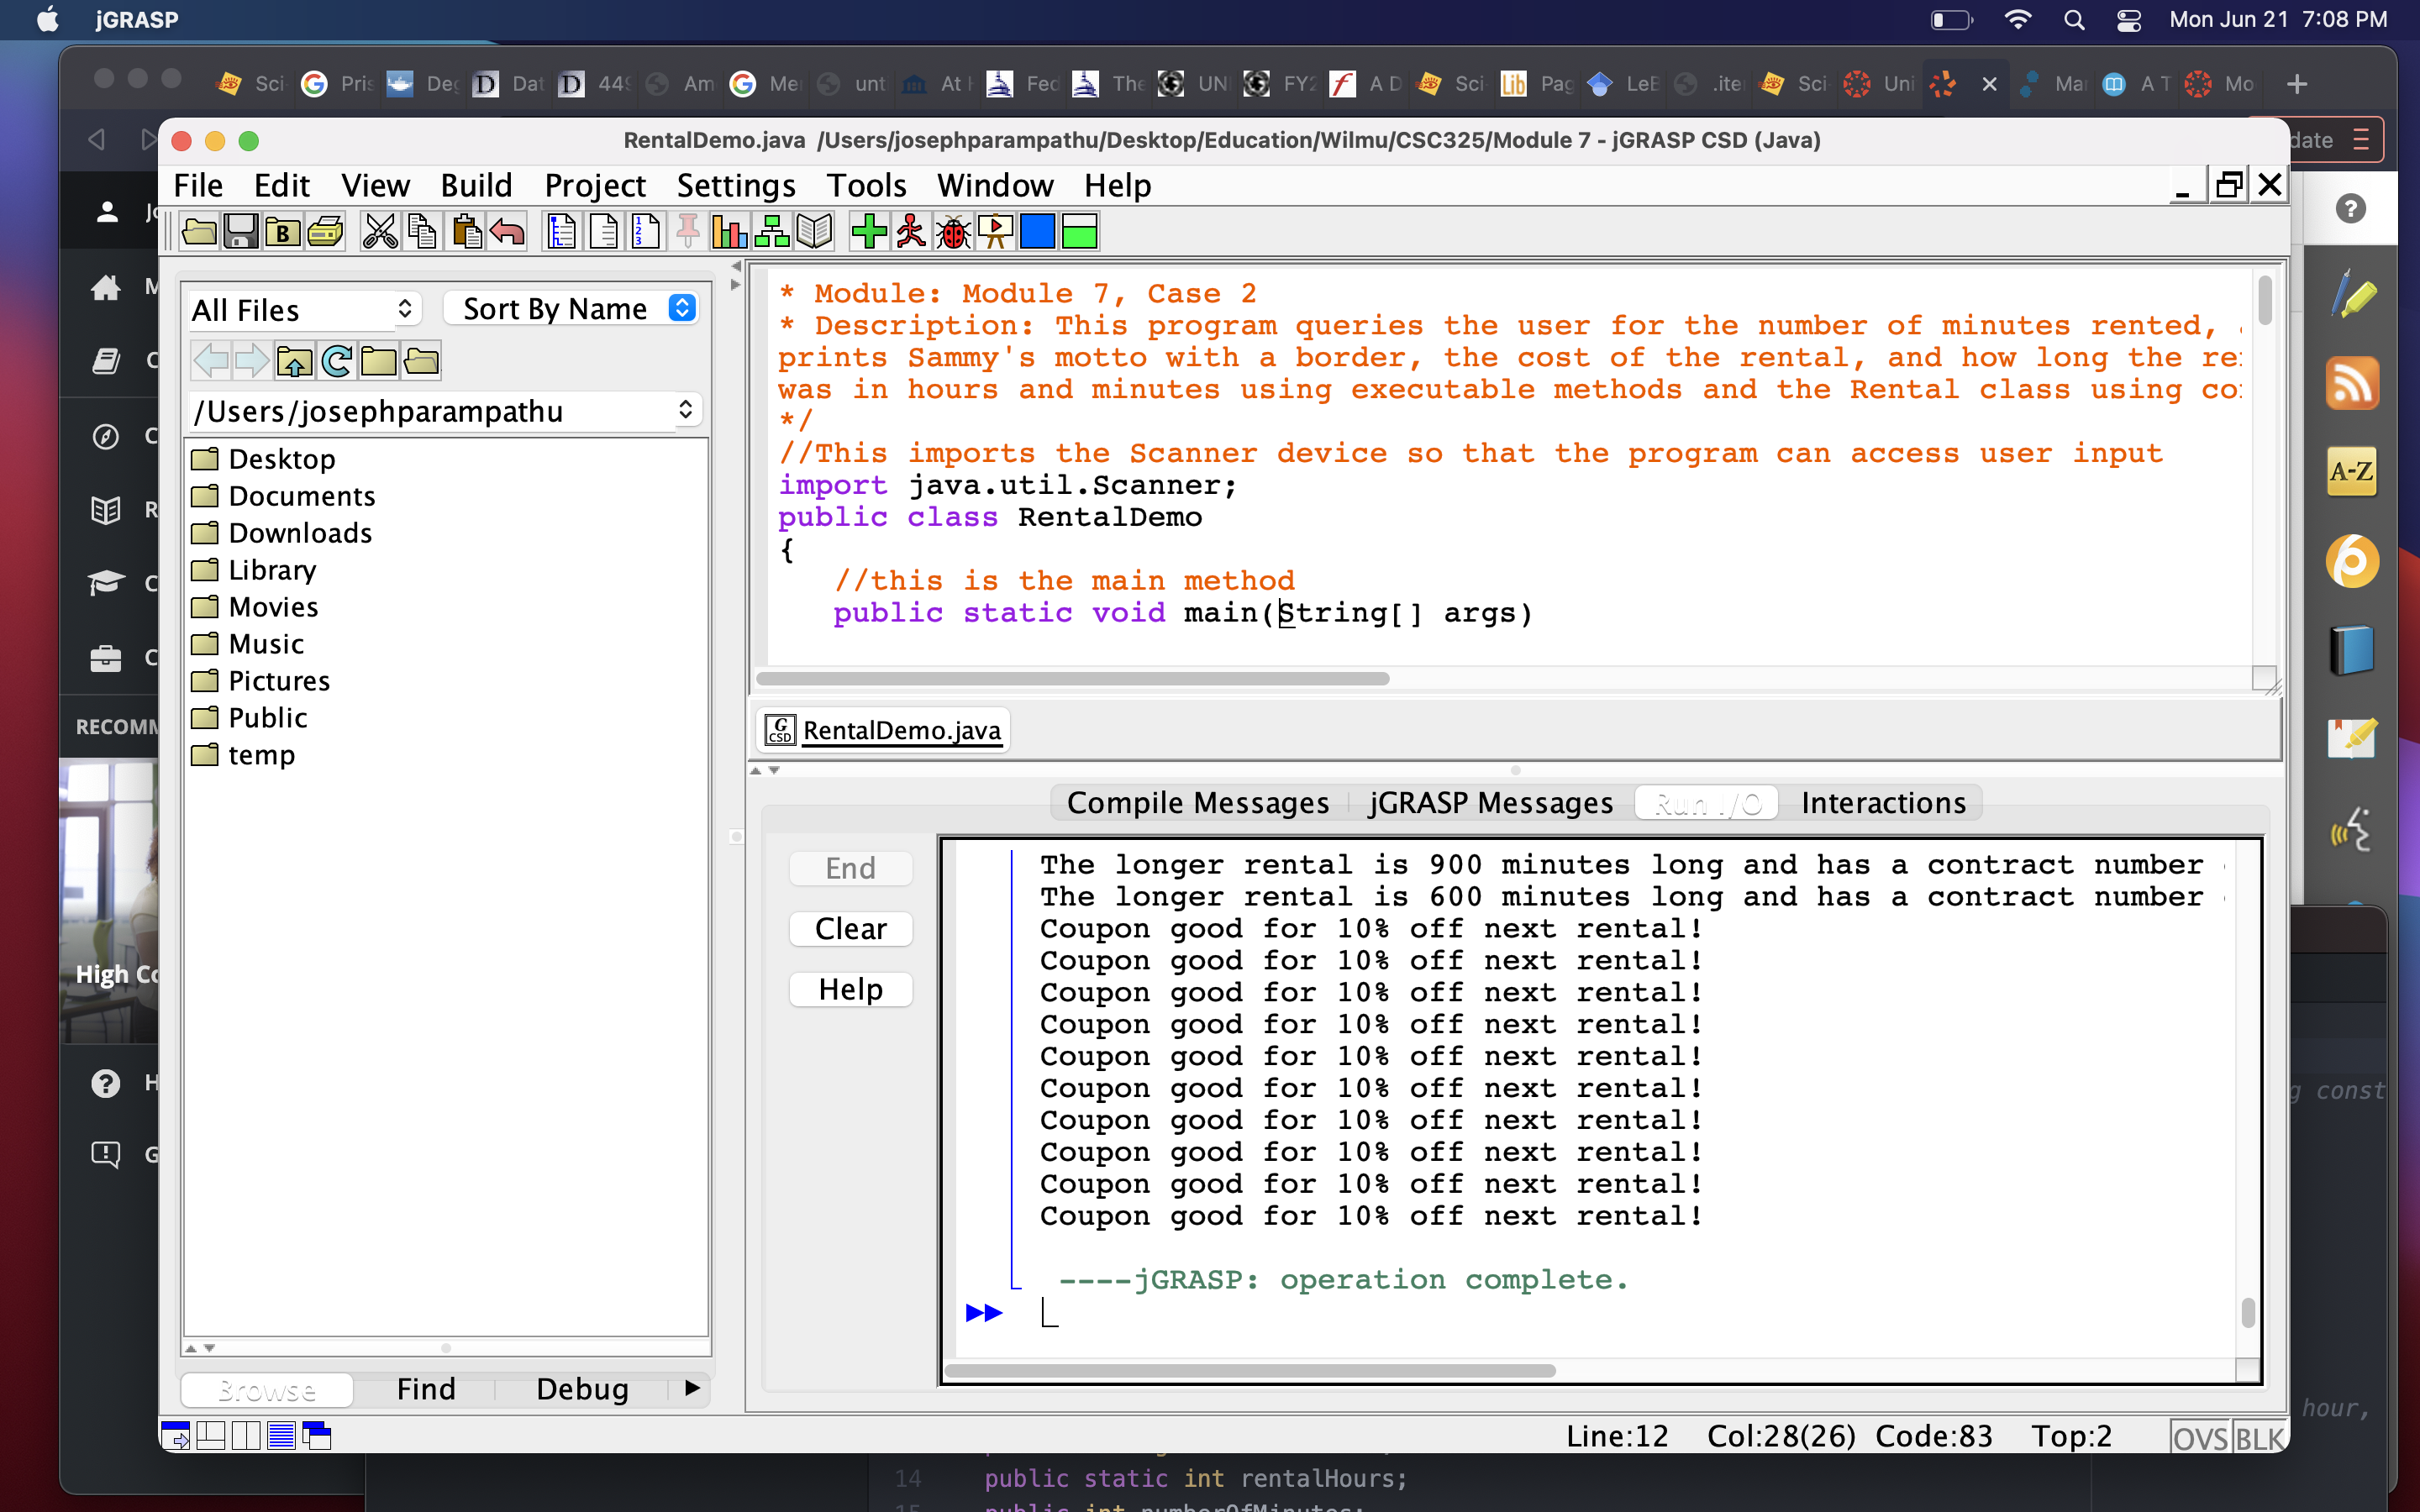 jGRASP
Mon Jun 21 7:08 PM
Sci
Pris
Deg
Dat
449
Am
Me
unt
At H
Fed
The
UNI
FY2
A D
Sci
Pag
LeB
.ite
Sci
Uni
Mar
A T
Mo
RentalDemo.java /Users/josephparampathu/Desktop/Education/Wilmu/CSC325/Module 7 - jGRASP CSD (Java)
date
File Edit View Build Project Settings Tools Window Help
All Files
Sort By Name
/Users/josephparampathu
Desktop
Documents
Downloads
Library
Movies
Music
Pictures
Public
temp
* Module: Module 7, Case 2
* Description: This program queries the user for the number of minutes rented,
prints Sammy's motto with a border, the cost of the rental, and how long the
was in hours and minutes using executable methods and the Rental class using
*/
//This imports the Scanner device so that the program can access user input
import java.util.Scanner;
public class RentalDemo
{
//this is the main method
public static void main(String[] args)
G CSD RentalDemo.java
Compile Messages jGRASP Messages Run I/O Interactions
End
Clear
Help
The longer rental is 900 minutes long and has a contract number
The longer rental is 600 minutes long and has a contract number
Coupon good for 10% off next rental!
Coupon good for 10% off next rental!
Coupon good for 10% off next rental!
Coupon good for 10% off next rental!
Coupon good for 10% off next rental!
Coupon good for 10% off next rental!
Coupon good for 10% off next rental!
Coupon good for 10% off next rental!
Coupon good for 10% off next rental!
Coupon good for 10% off next rental!
----jGRASP: operation complete.
Browse Find Debug
Line:12 Col:28(26) Code:83 Top:2 OVS BLK
RECOMM
High Co
A-Z
g const
hour,
14 public static int rentalHours;